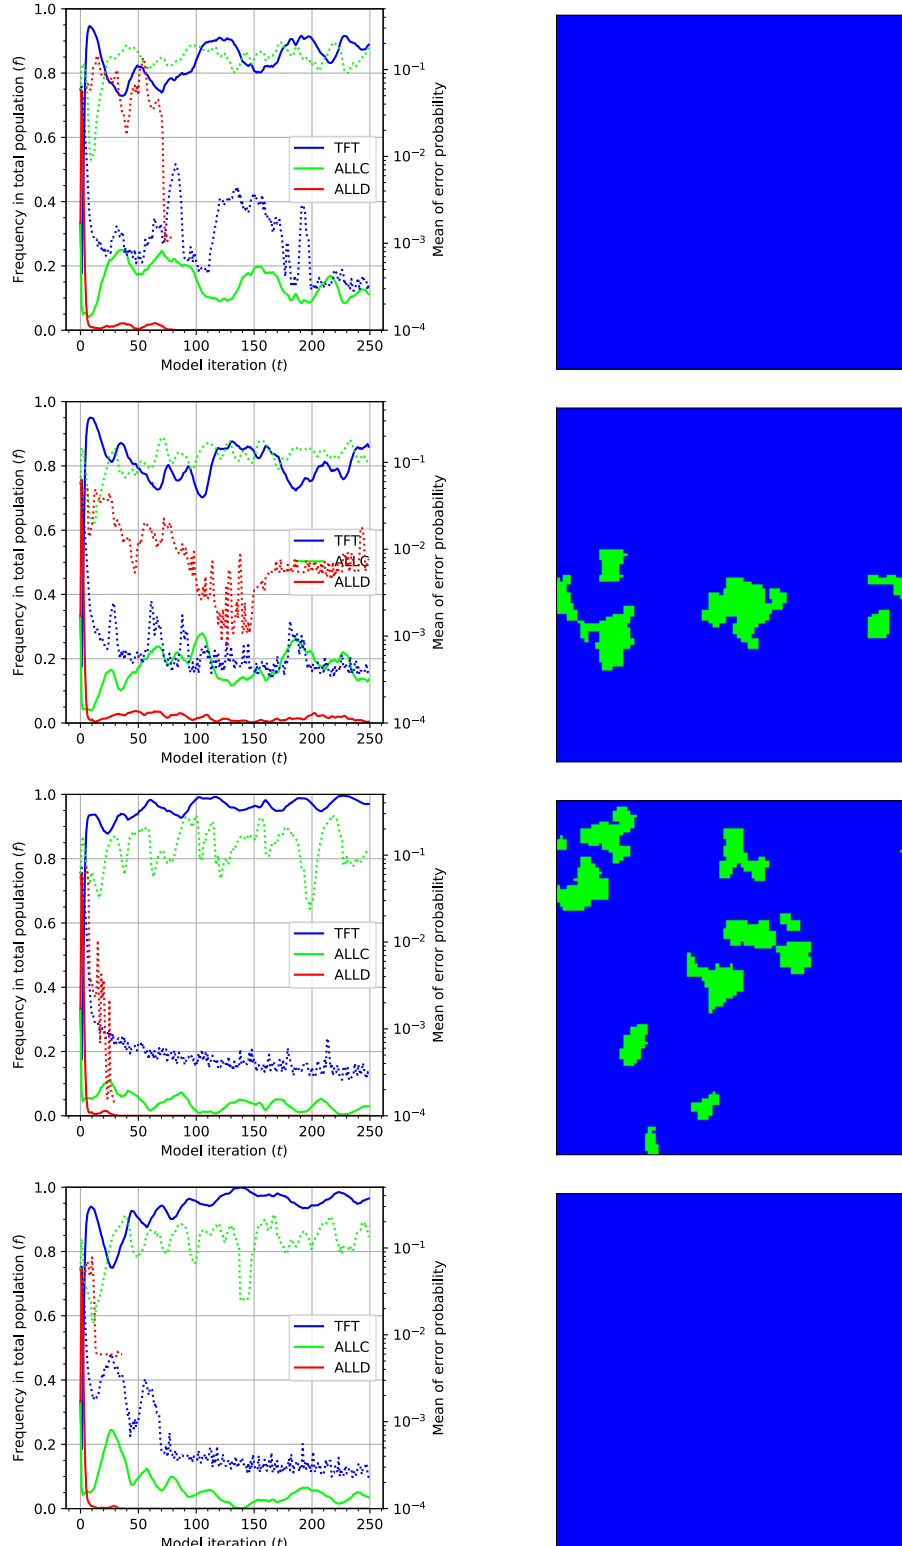 1.0
0.8
0.6
0.4
0.2
0.0
Frequency in total population (f)
0 50 100 150 200 250
Model iteration (t)
10⁻¹
10⁻²
10⁻³
10⁻⁴
Mean of error probability
TFT
ALLC
ALLD
1.0
0.8
0.6
0.4
0.2
0.0
Frequency in total population (f)
0 50 100 150 200 250
Model iteration (t)
10⁻¹
10⁻²
10⁻³
10⁻⁴
Mean of error probability
TFT
ALLC
ALLD
1.0
0.8
0.6
0.4
0.2
0.0
Frequency in total population (f)
0 50 100 150 200 250
Model iteration (t)
10⁻¹
10⁻²
10⁻³
10⁻⁴
Mean of error probability
TFT
ALLC
ALLD
1.0
0.8
0.6
0.4
0.2
0.0
Frequency in total population (f)
0 50 100 150 200 250
Model iteration (t)
10⁻¹
10⁻²
10⁻³
10⁻⁴
Mean of error probability
TFT
ALLC
ALLD